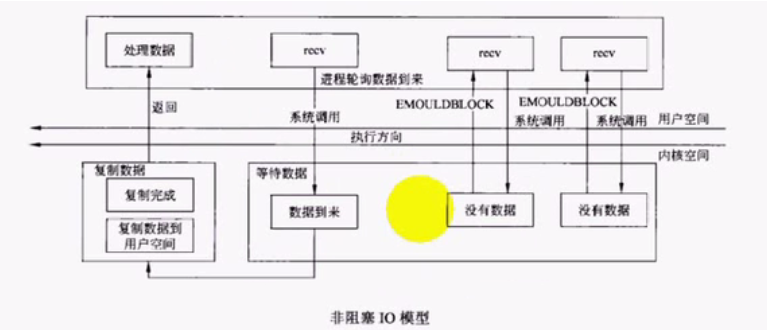 处理数据
recv
recv
recv
进程轮询数据到来
返回
系统调用
EMOULDBLOCK
系统调用
EMOULDBLOCK
系统调用
用户空间
执行方向
内核空间
复制数据
复制完成
复制数据到
用户空间
等待数据
数据到来
没有数据
没有数据
非阻塞 IO 模型